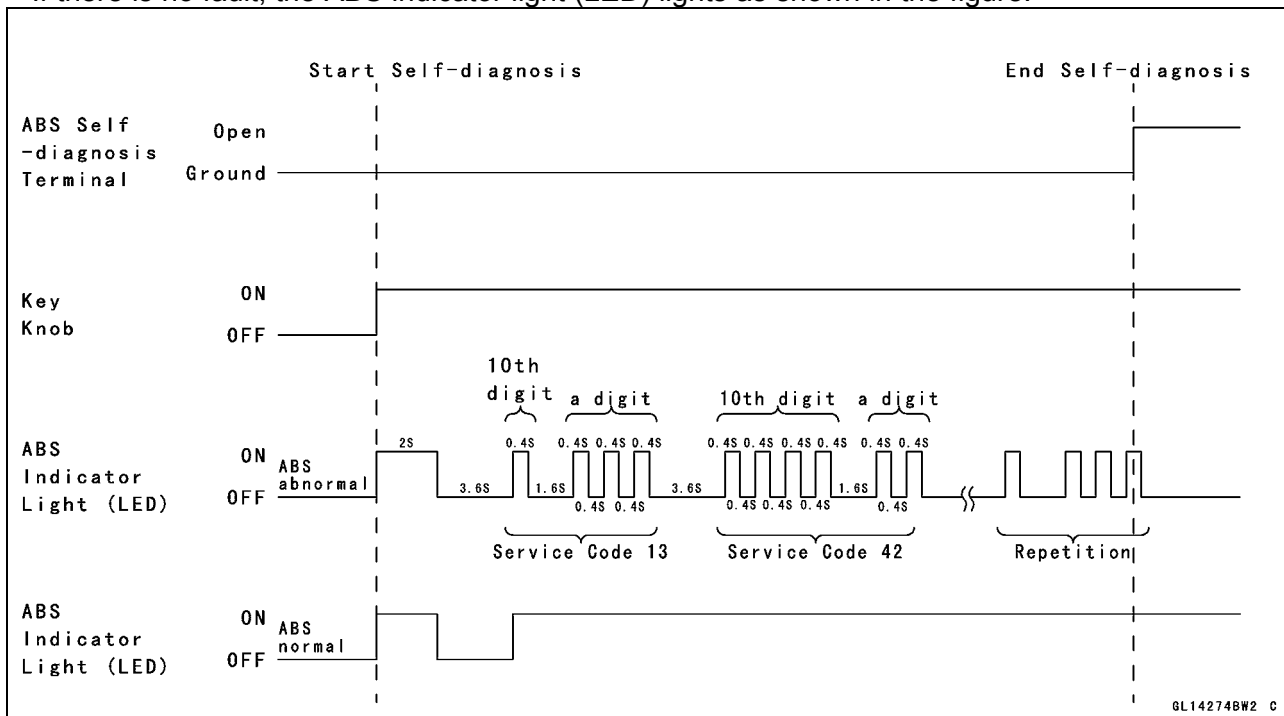 If there is no fault, the ABS indicator light (LED) lights as shown in the figure.
Start Self-diagnosis
End Self-diagnosis
ABS Self
-diagnosis
Terminal
Open
Ground
Key
Knob
ON
OFF
10th
digit
a digit
10th digit
a digit
ABS
Indicator
Light (LED)
ON
OFF
ABS
abnormal
2S
0.4S
0.4S 0.4S 0.4S
0.4S 0.4S 0.4S 0.4S
0.4S 0.4S
3.6S
1.6S
3.6S
1.6S
0.4S 0.4S
0.4S 0.4S 0.4S
0.4S
Service Code 13
Service Code 42
Repetition
ABS
Indicator
Light (LED)
ON
OFF
ABS
normal
GL14274BW2 C